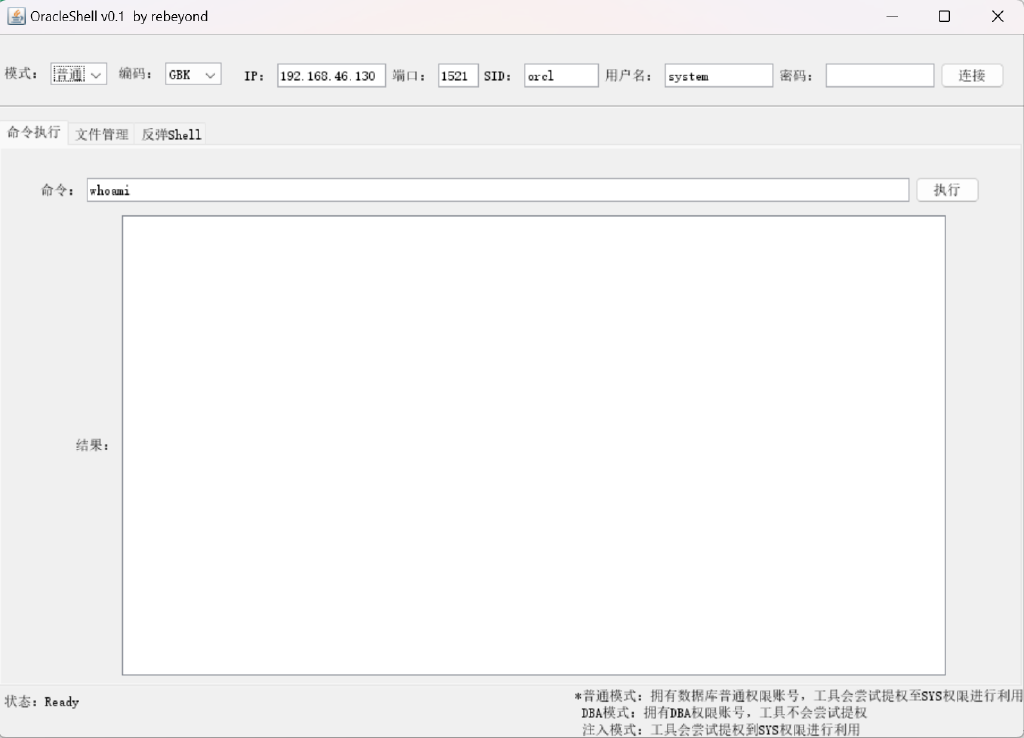 OracleShell v0.1 by rebeyond
模式： 普通 编码： GBK IP： 192.168.46.130 端口： 1521 SID： orcl 用户名： system 密码： 连接
命令执行 文件管理 反弹Shell
命令： whoami 执行
结果：
状态：Ready
*普通模式：拥有数据库普通权限账号，工具会尝试提权至SYS权限进行利用
DBA模式：拥有DBA权限账号，工具不会尝试提权
注入模式：工具会尝试提权到SYS权限进行利用